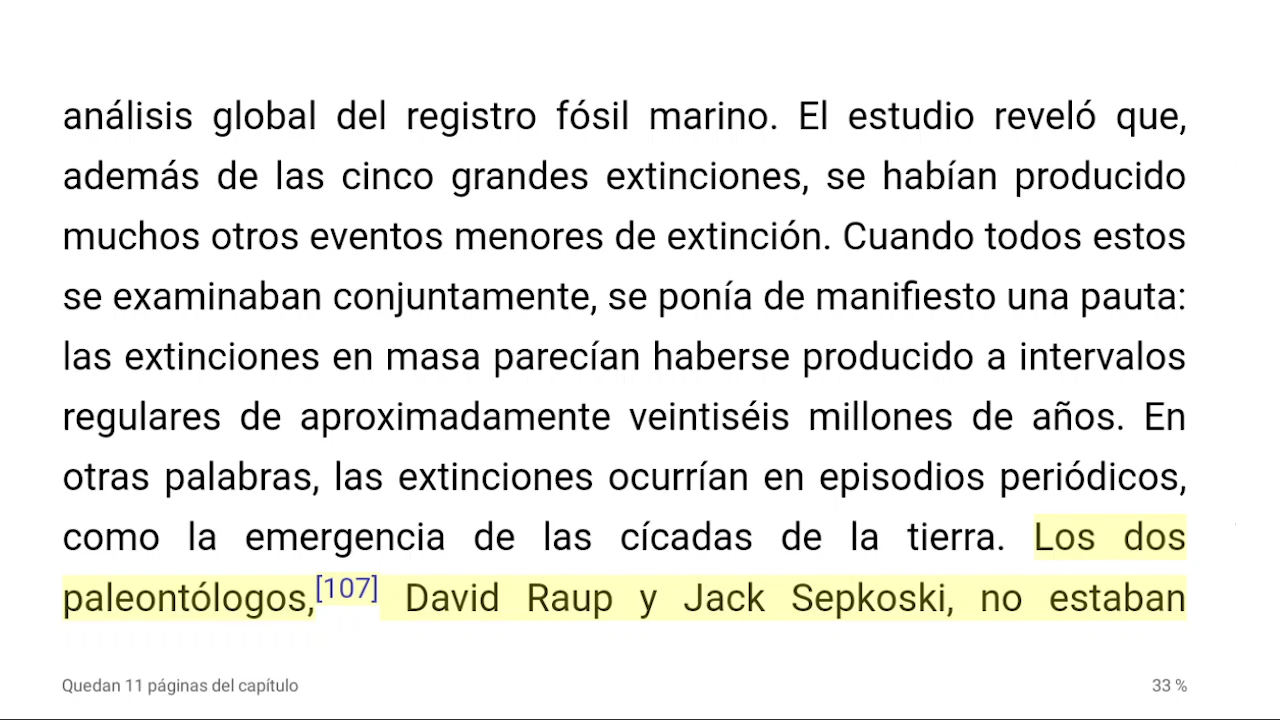 análisis global del registro fósil marino. El estudio reveló que,
además de las cinco grandes extinciones, se habían producido
muchos otros eventos menores de extinción. Cuando todos estos
se examinaban conjuntamente, se ponía de manifiesto una pauta:
las extinciones en masa parecían haberse producido a intervalos
regulares de aproximadamente veintiséis millones de años. En
otras palabras, las extinciones ocurrían en episodios periódicos,
como la emergencia de las cícadas de la tierra. Los dos
paleontólogos,[107] David Raup y Jack Sepkoski, no estaban
Quedan 11 páginas del capítulo
33 %